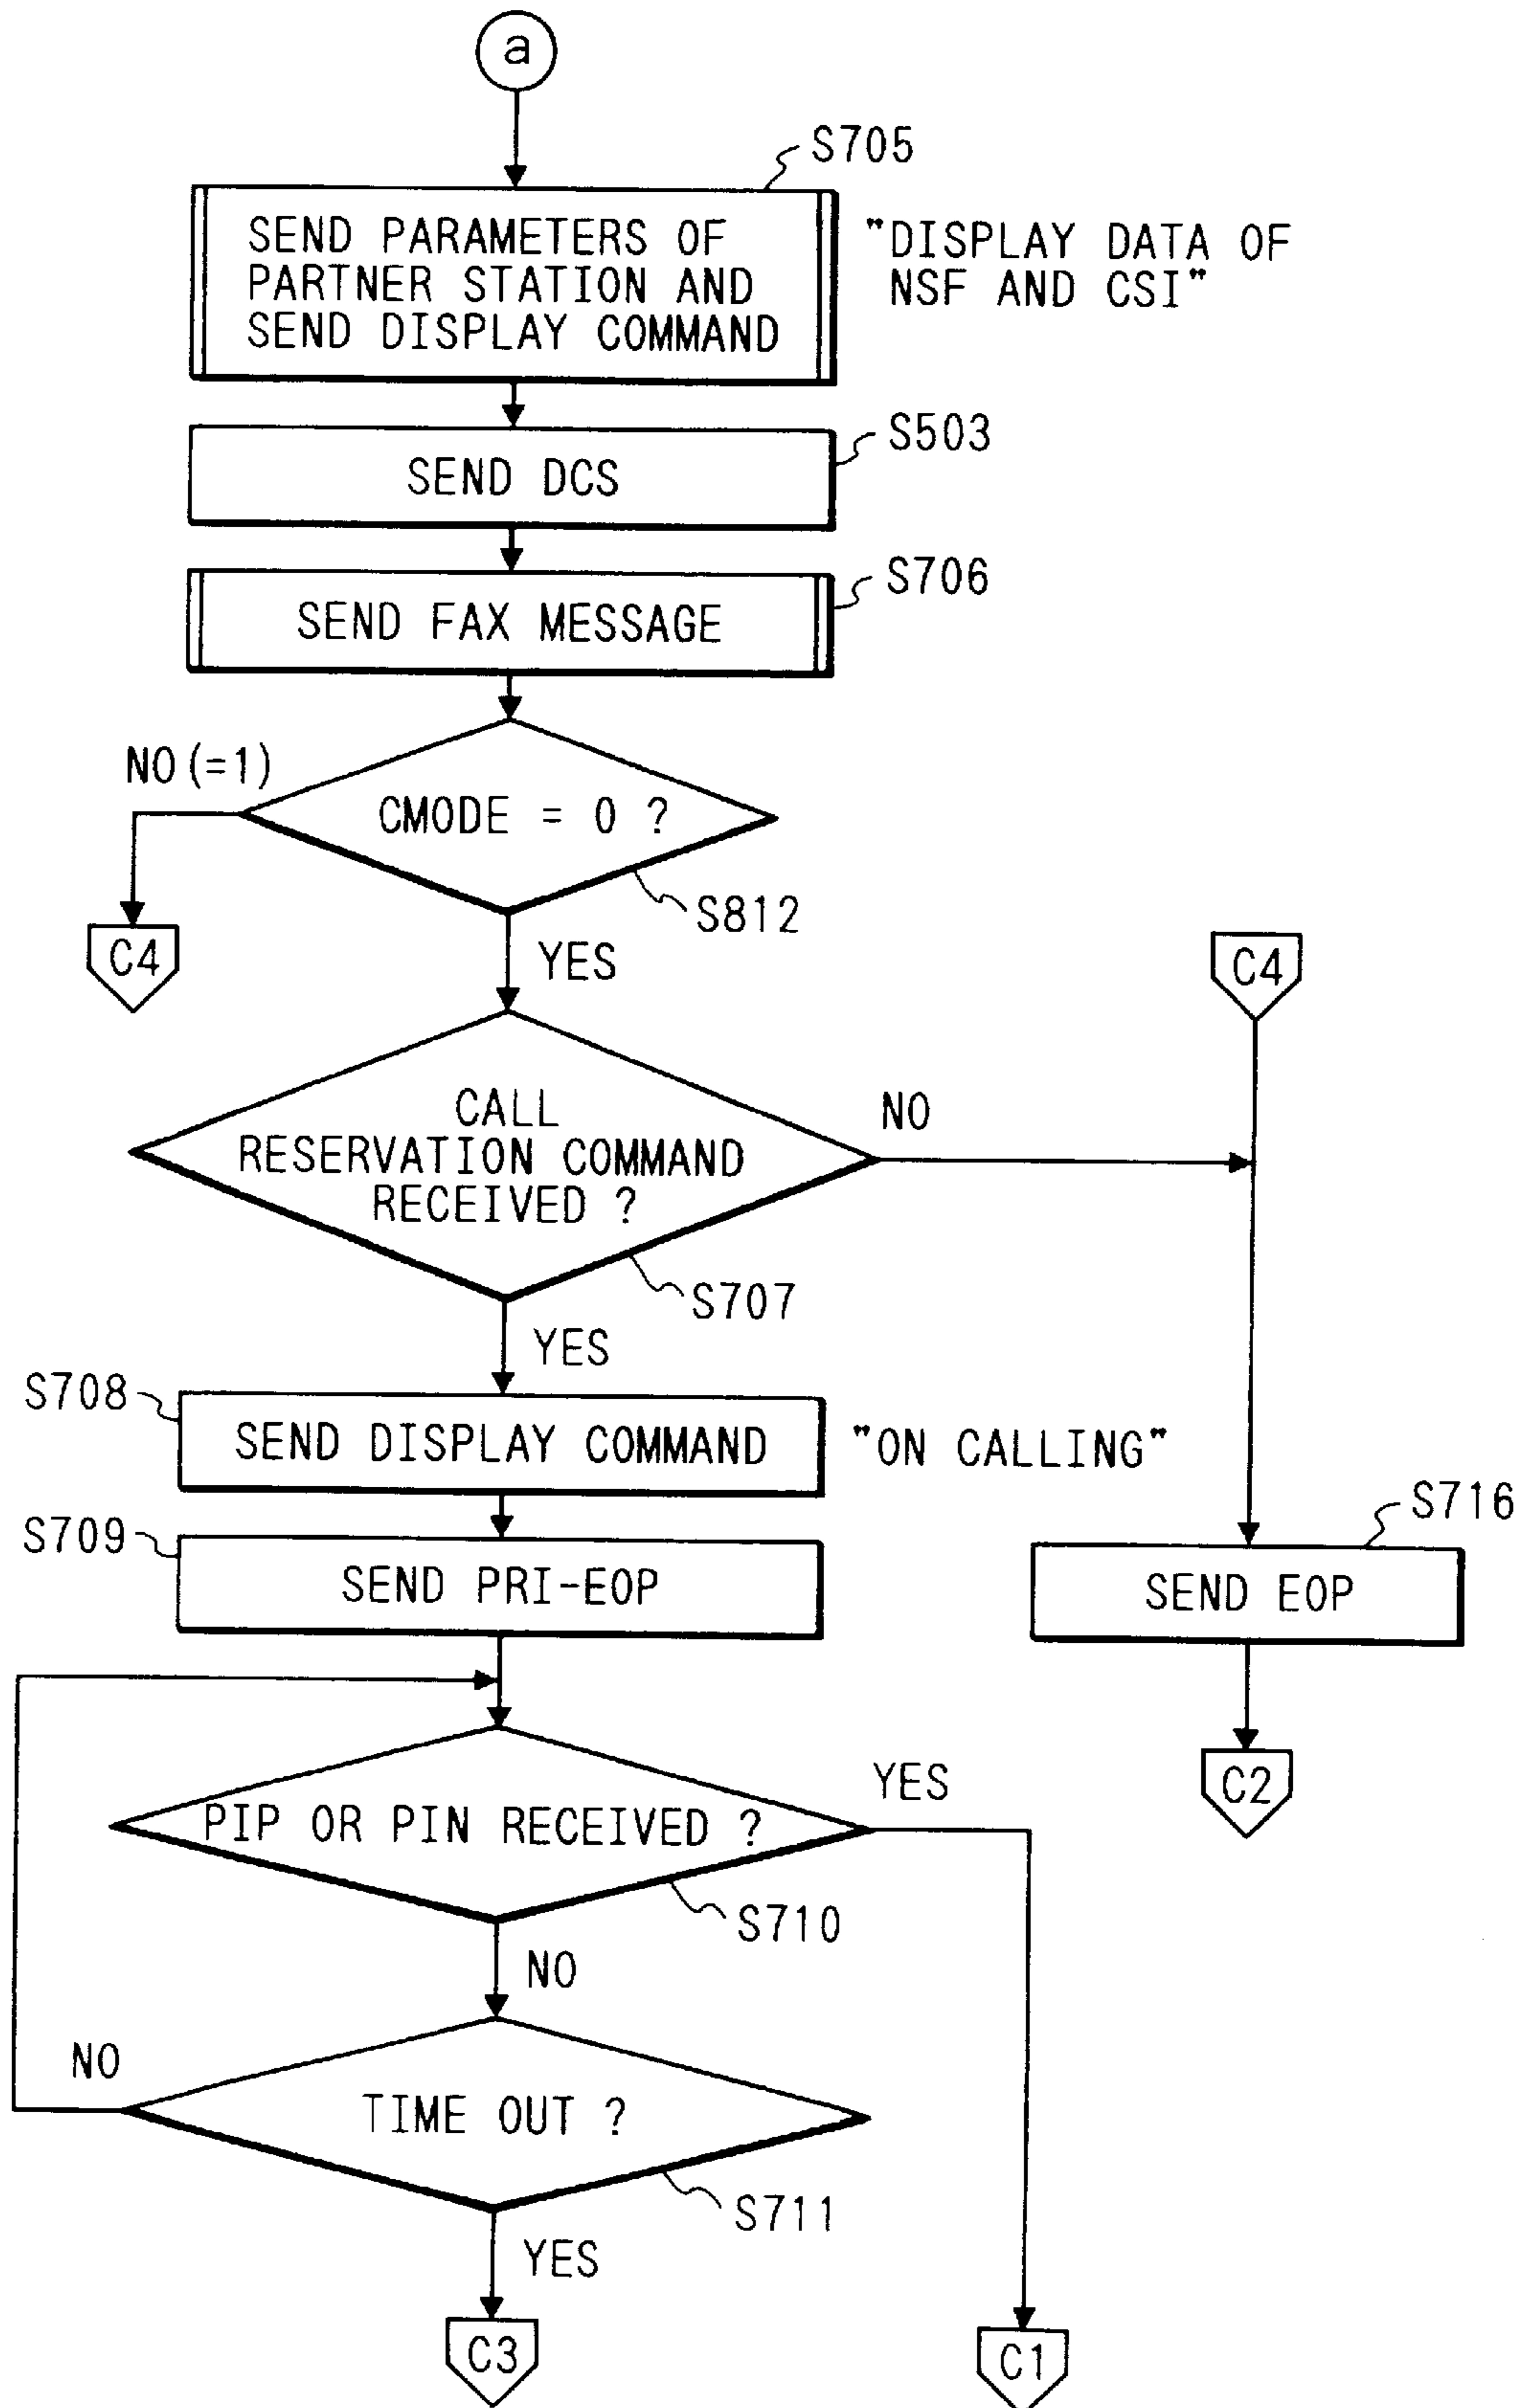 a
S705
SEND PARAMETERS OF
PARTNER STATION AND
SEND DISPLAY COMMAND
"DISPLAY DATA OF
NSF AND CSI"
S503
SEND DCS
S706
SEND FAX MESSAGE
NO (=1)
CMODE = 0 ?
S812
C4
YES
C4
CALL
RESERVATION COMMAND
RECEIVED ?
NO
S707
YES
S708
SEND DISPLAY COMMAND
"ON CALLING"
S709
SEND PRI-EOP
S716
SEND EOP
C2
PIP OR PIN RECEIVED ?
YES
S710
NO
NO
TIME OUT ?
S711
YES
C3
C1